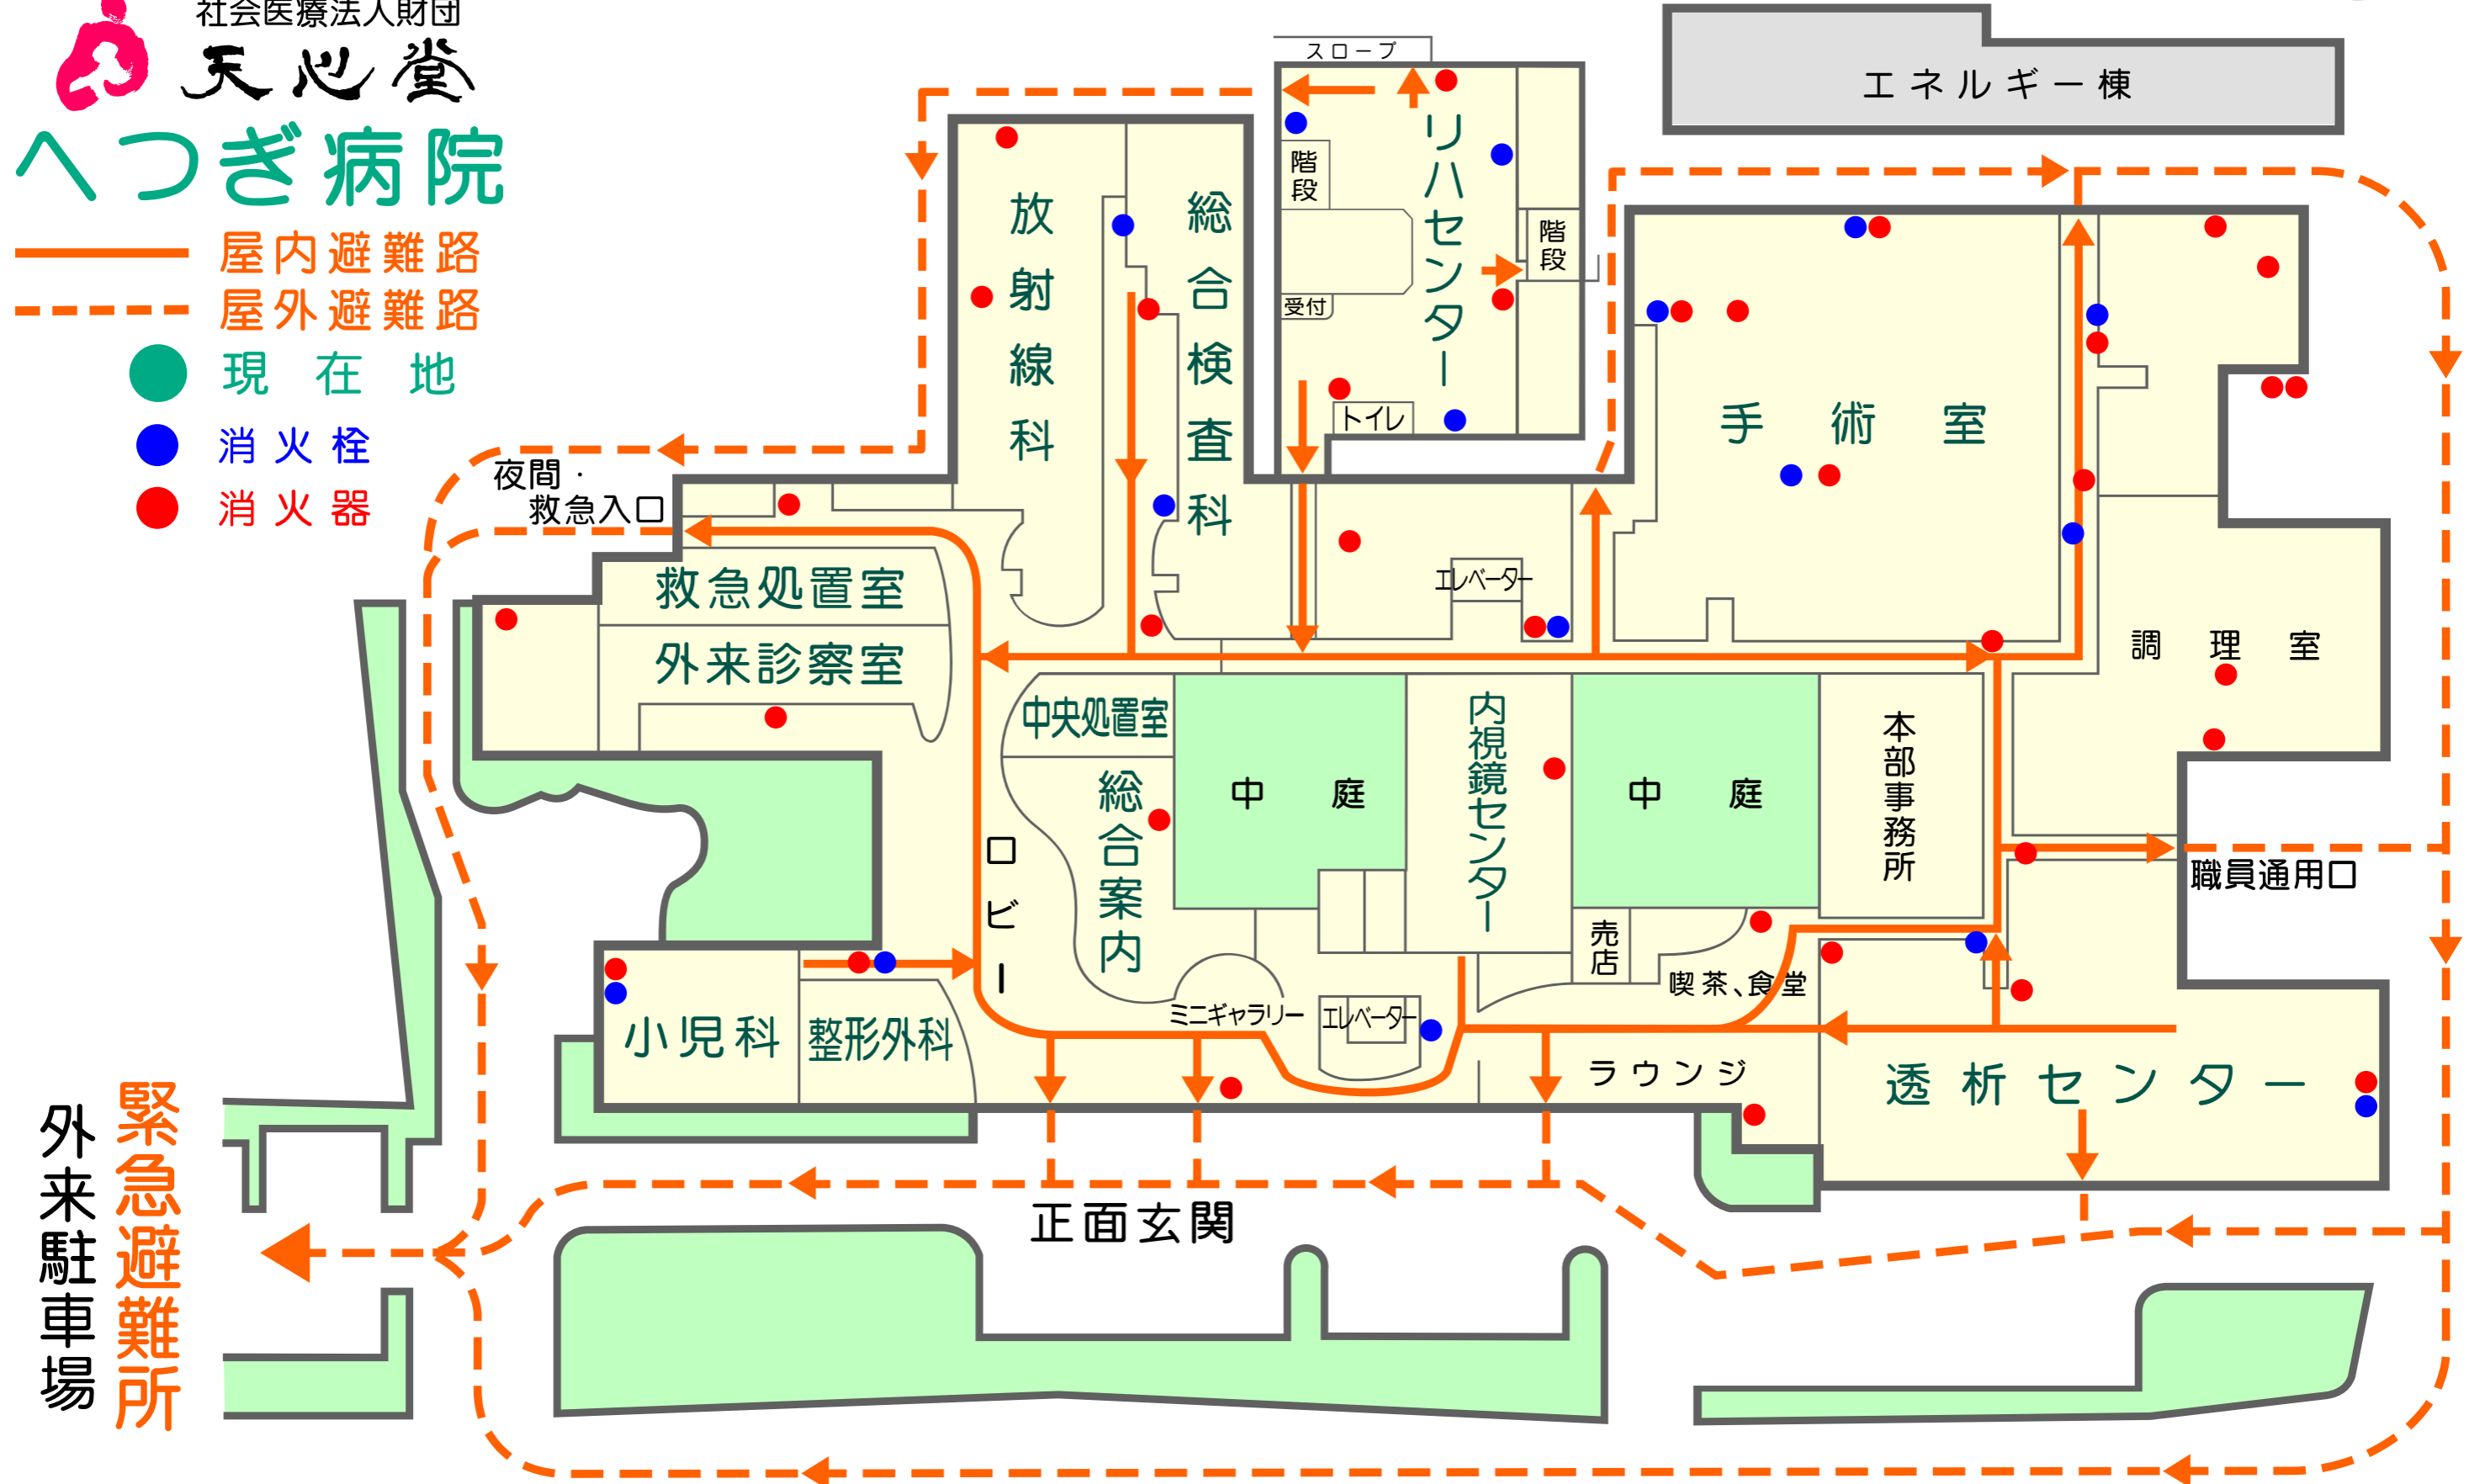 社会医療法人財団
天心堂
へつぎ病院
屋内避難路
屋外避難路
現在地
消火栓
消火器
スロープ
エネルギー棟
リハセンター
階段
階段
受付
トイレ
放射線科
総合検査科
手術室
夜間・
救急入口
エレベーター
救急処置室
外来診察室
調理室
中央処置室
総合案内
中庭
内視鏡センター
中庭
本部事務所
職員通用口
ロビー
売店
喫茶、食堂
ミニギャラリー
エレベーター
小児科
整形外科
ラウンジ
透析センター
正面玄関
緊急避難所
外来駐車場